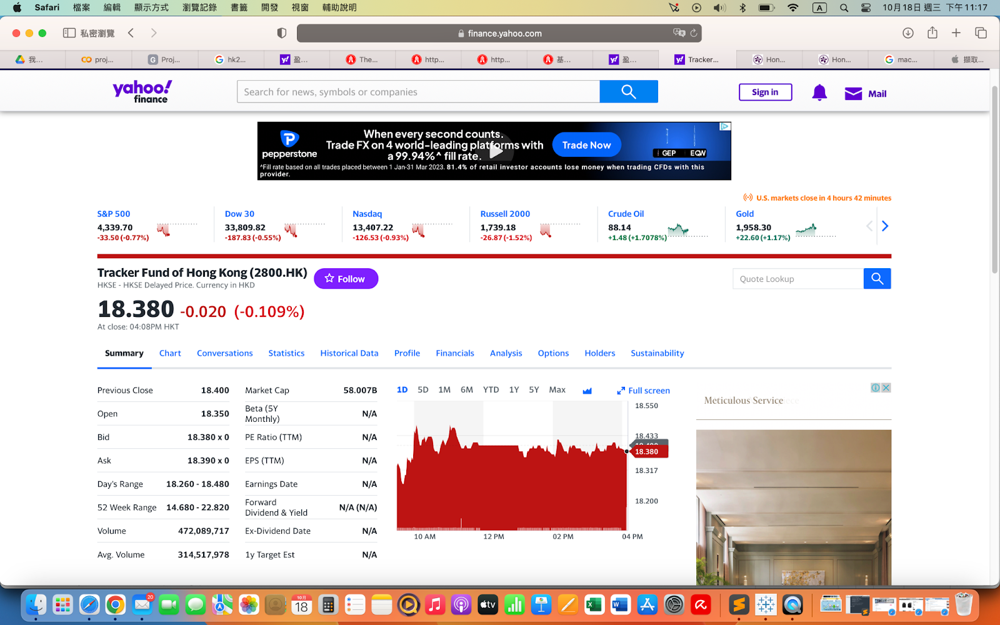 Safari 檔案 編輯 顯示方式 瀏覽記錄 書籤 開發 視窗 輔助說明 A 10月18日 週三 下午11:17
私密瀏覽 finance.yahoo.com
我... proj... G Proj... G hk2... y! 盈... The... http... http... 基... y! 盈... y! Tracker... Hon... Hon... G mac... 擷取...
yahoo!
finance
Search for news, symbols or companies
Sign in
Mail
P
pepperstone
When every second counts.
Trade FX on 4 world-leading platforms with
a 99.94%^ fill rate.
Trade Now
GEP EQW
^Fill rate based on all trades placed between 1 Jan-31 Mar 2023. 81.4% of retail investor accounts lose money when trading CFDs with this
provider.
U.S. markets close in 4 hours 42 minutes
S&P 500
4,339.70
-33.50 (-0.77%)
Dow 30
33,809.82
-187.83 (-0.55%)
Nasdaq
13,407.22
-126.53 (-0.93%)
Russell 2000
1,739.18
-26.87 (-1.52%)
Crude Oil
88.14
+1.48 (+1.7078%)
Gold
1,958.30
+22.60 (+1.17%)
Tracker Fund of Hong Kong (2800.HK)
HKSE - HKSE Delayed Price. Currency in HKD
Follow
Quote Lookup
18.380 -0.020 (-0.109%)
At close: 04:08PM HKT
Summary Chart Conversations Statistics Historical Data Profile Financials Analysis Options Holders Sustainability
Previous Close 18.400
Open 18.350
Bid 18.380 x 0
Ask 18.390 x 0
Day's Range 18.260 - 18.480
52 Week Range 14.680 - 22.820
Volume 472,089,717
Avg. Volume 314,517,978
Market Cap 58.007B
Beta (5Y
Monthly) N/A
PE Ratio (TTM) N/A
EPS (TTM) N/A
Earnings Date N/A
Forward
Dividend & Yield N/A (N/A)
Ex-Dividend Date N/A
1y Target Est N/A
1D 5D 1M 6M YTD 1Y 5Y Max Full screen
18.550
18.433
18.400
18.380
18.317
18.200
10 AM 12 PM 02 PM 04 PM
Meticulous Service
20
10月
18
tv
X
W